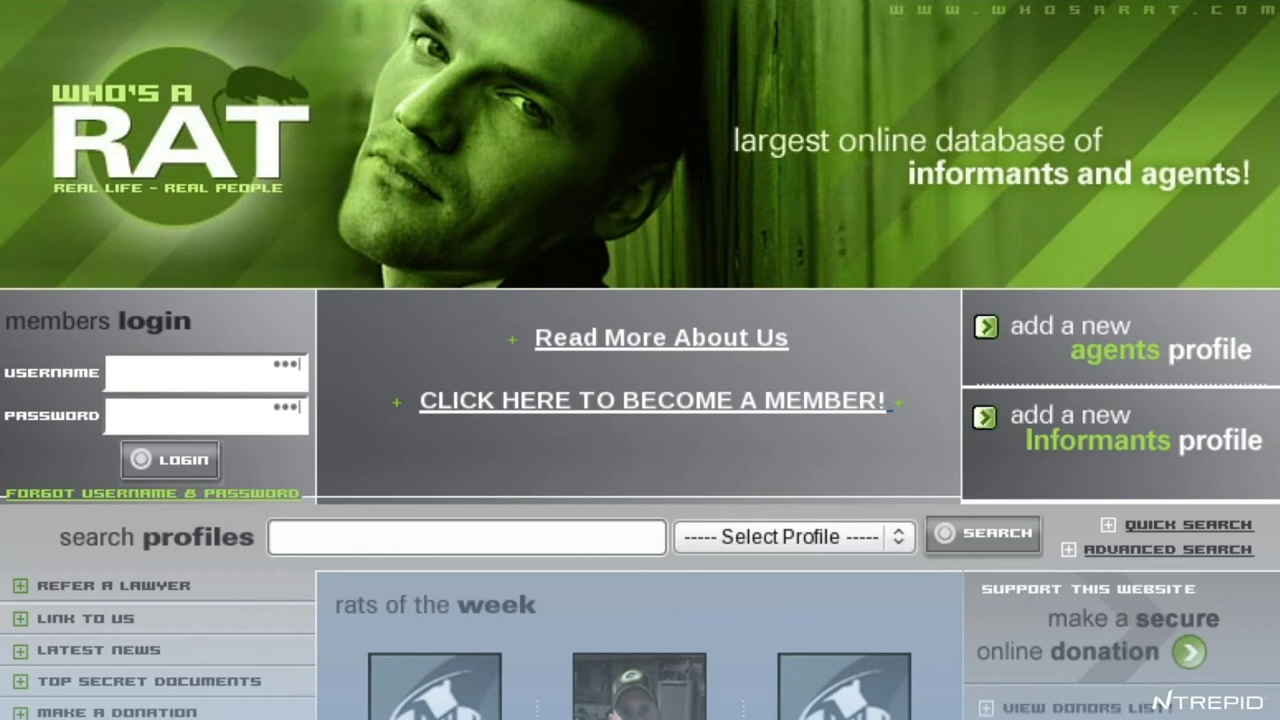 www.whosarat.com
WHO'S A
RAT
REAL LIFE - REAL PEOPLE
largest online database of
informants and agents!
members login
USERNAME
PASSWORD
LOGIN
FORGOT USERNAME & PASSWORD
+ Read More About Us
+ CLICK HERE TO BECOME A MEMBER! +
add a new
agents profile
add a new
Informants profile
search profiles
----- Select Profile -----
SEARCH
QUICK SEARCH
ADVANCED SEARCH
REFER A LAWYER
LINK TO US
LATEST NEWS
TOP SECRET DOCUMENTS
MAKE A DONATION
rats of the week
SUPPORT THIS WEBSITE
make a secure
online donation
VIEW DONORS LIST
NTREPID